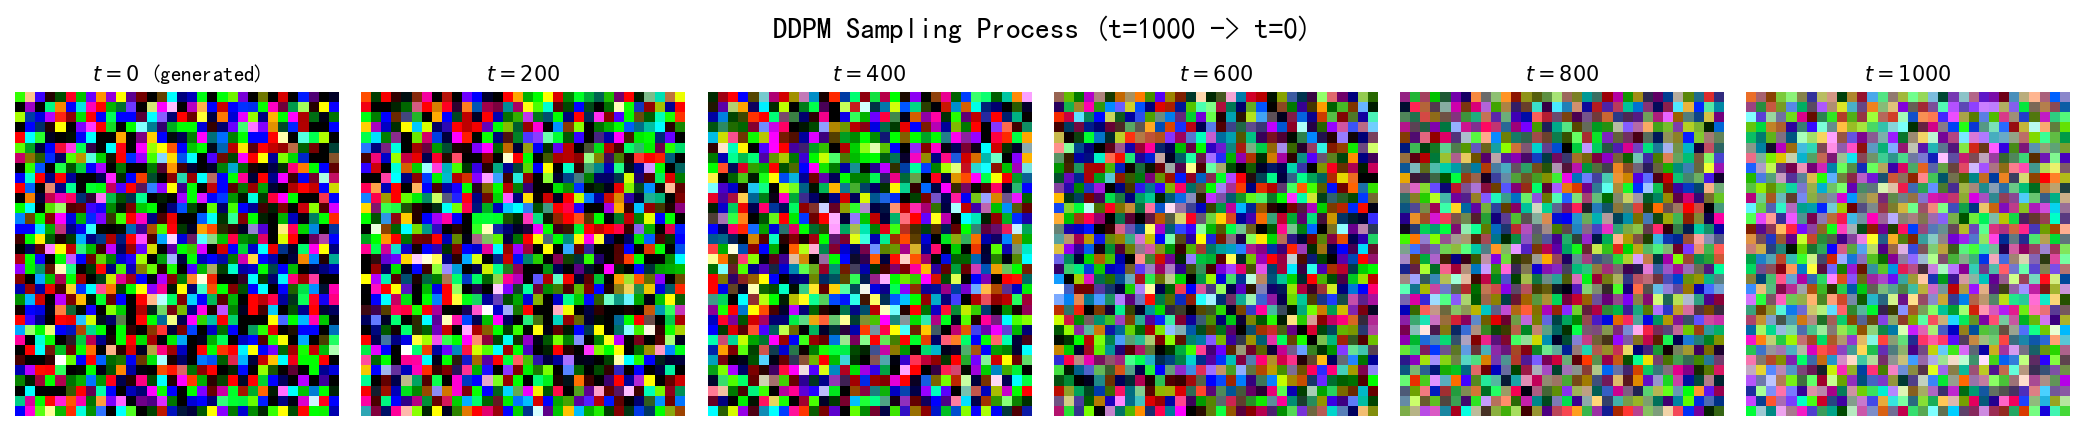 DDPM Sampling Process (t=1000 -> t=0)
t = 0 (generated)
t = 200
t = 400
t = 600
t = 800
t = 1000